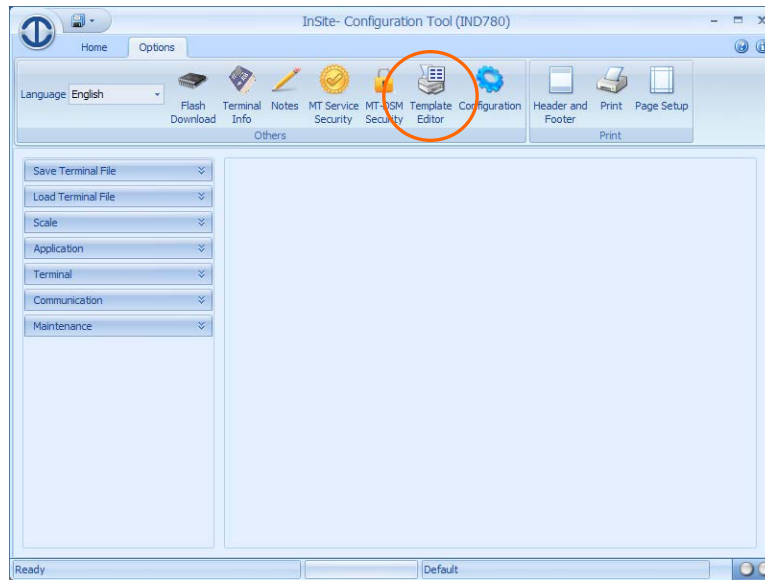 InSite- Configuration Tool (IND780)
Home Options
Language English
Flash Download
Terminal Info
Notes
MT Service Security
MT-DSM Security
Template Editor
Configuration
Header and Footer
Print
Page Setup
Others
Print
Save Terminal File
Load Terminal File
Scale
Application
Terminal
Communication
Maintenance
Ready
Default